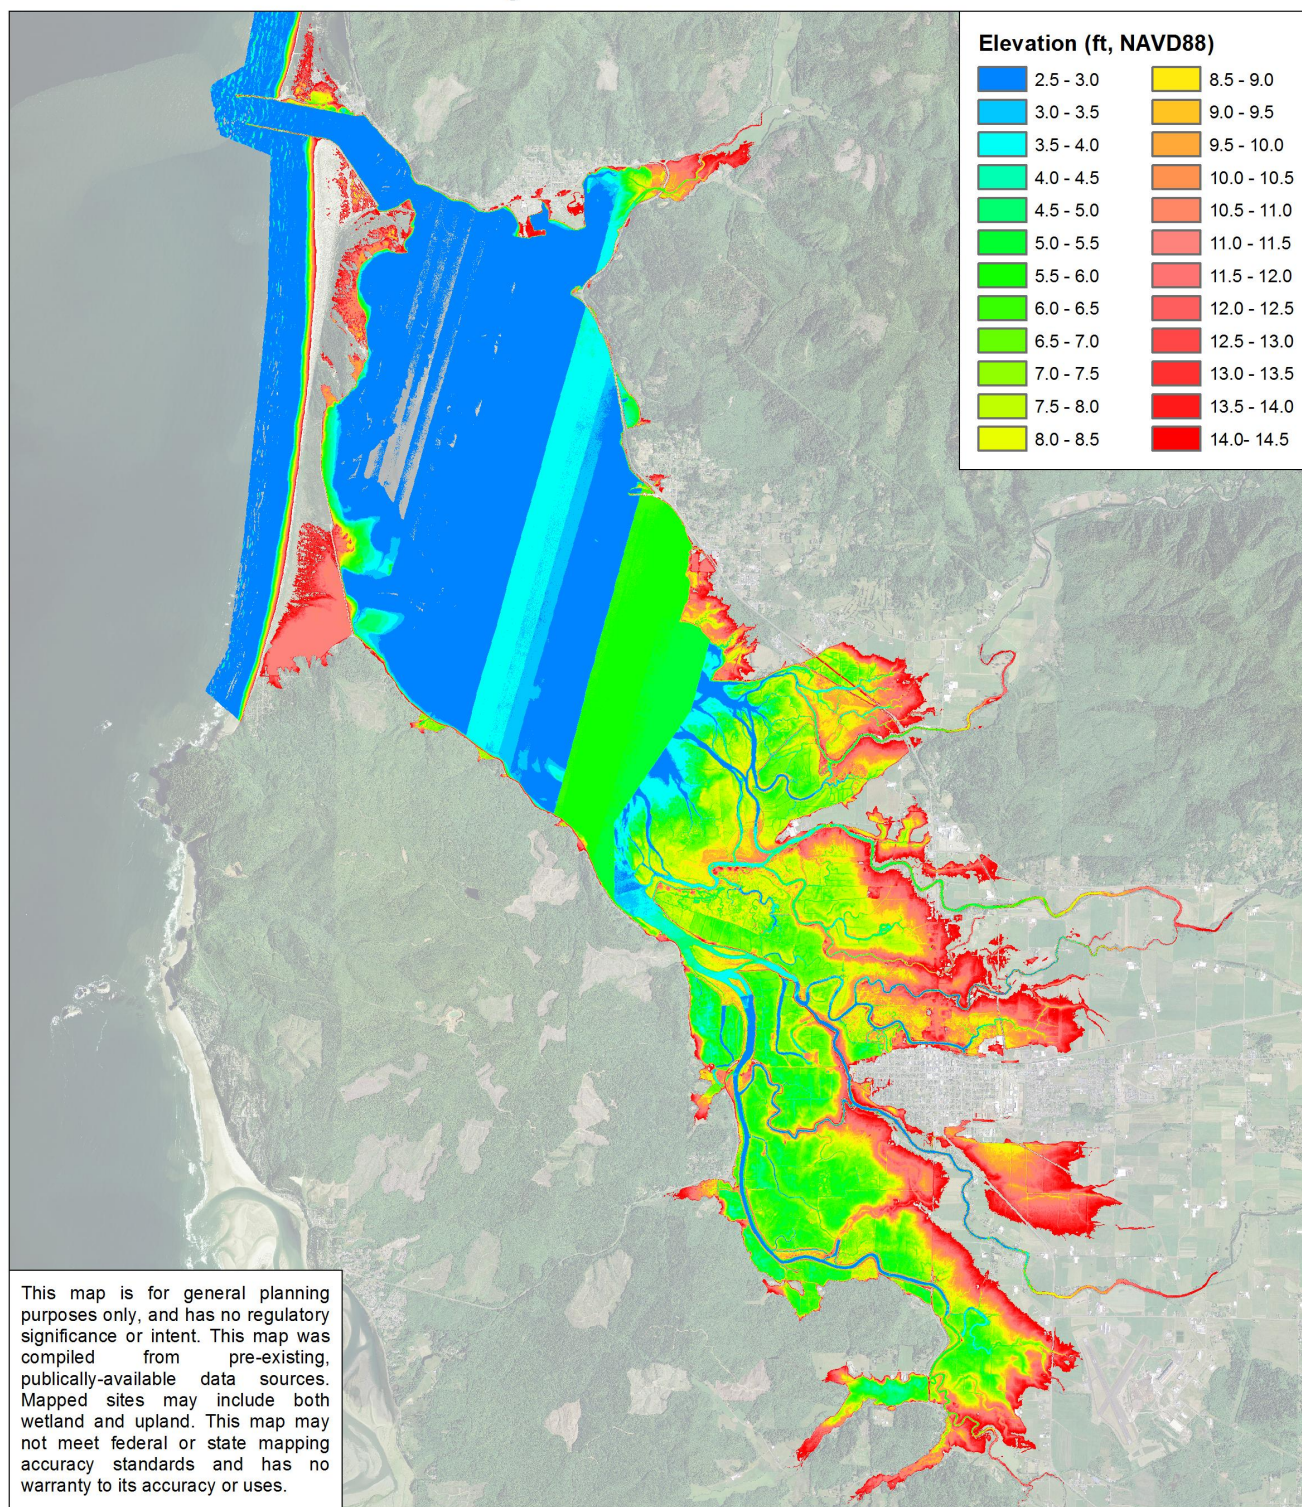 Elevation (ft, NAVD88)
2.5 - 3.0
3.0 - 3.5
3.5 - 4.0
4.0 - 4.5
4.5 - 5.0
5.0 - 5.5
5.5 - 6.0
6.0 - 6.5
6.5 - 7.0
7.0 - 7.5
7.5 - 8.0
8.0 - 8.5
8.5 - 9.0
9.0 - 9.5
9.5 - 10.0
10.0 - 10.5
10.5 - 11.0
11.0 - 11.5
11.5 - 12.0
12.0 - 12.5
12.5 - 13.0
13.0 - 13.5
13.5 - 14.0
14.0- 14.5
This map is for general planning
purposes only, and has no regulatory
significance or intent. This map was
compiled from pre-existing,
publically-available data sources.
Mapped sites may include both
wetland and upland. This map may
not meet federal or state mapping
accuracy standards and has no
warranty to its accuracy or uses.